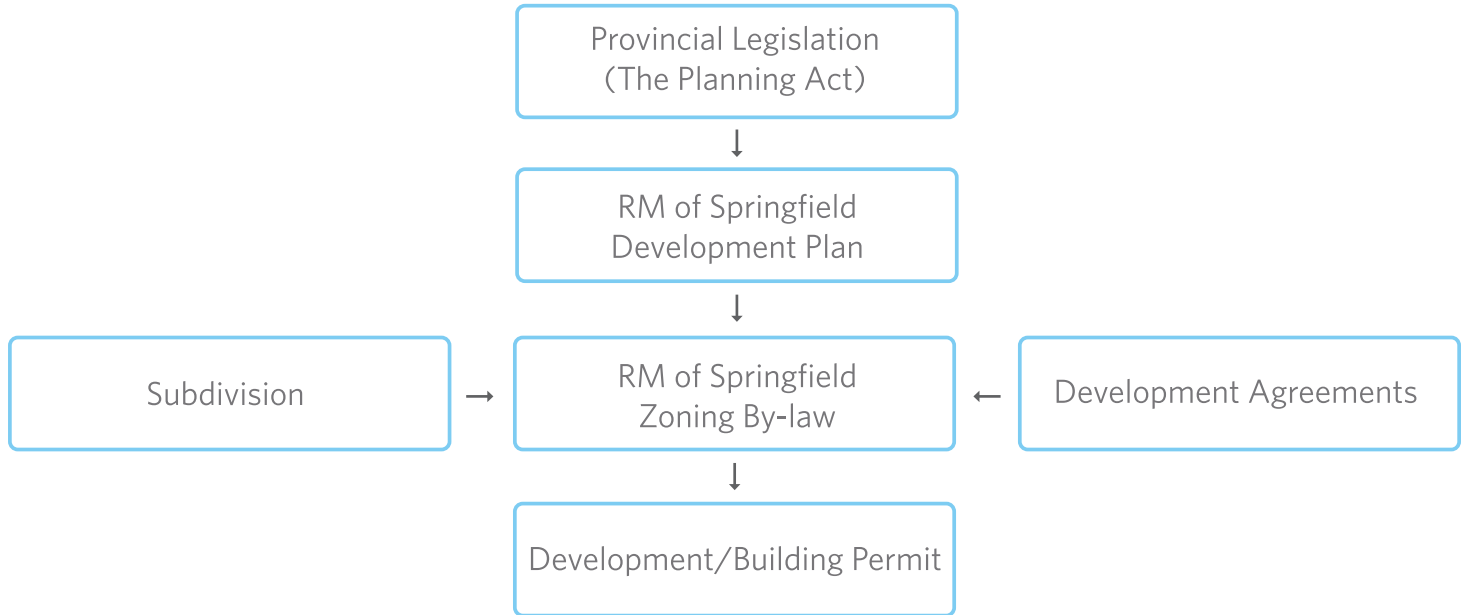 Provincial Legislation
(The Planning Act)
RM of Springfield
Development Plan
Subdivision
RM of Springfield
Zoning By-law
Development Agreements
Development/Building Permit